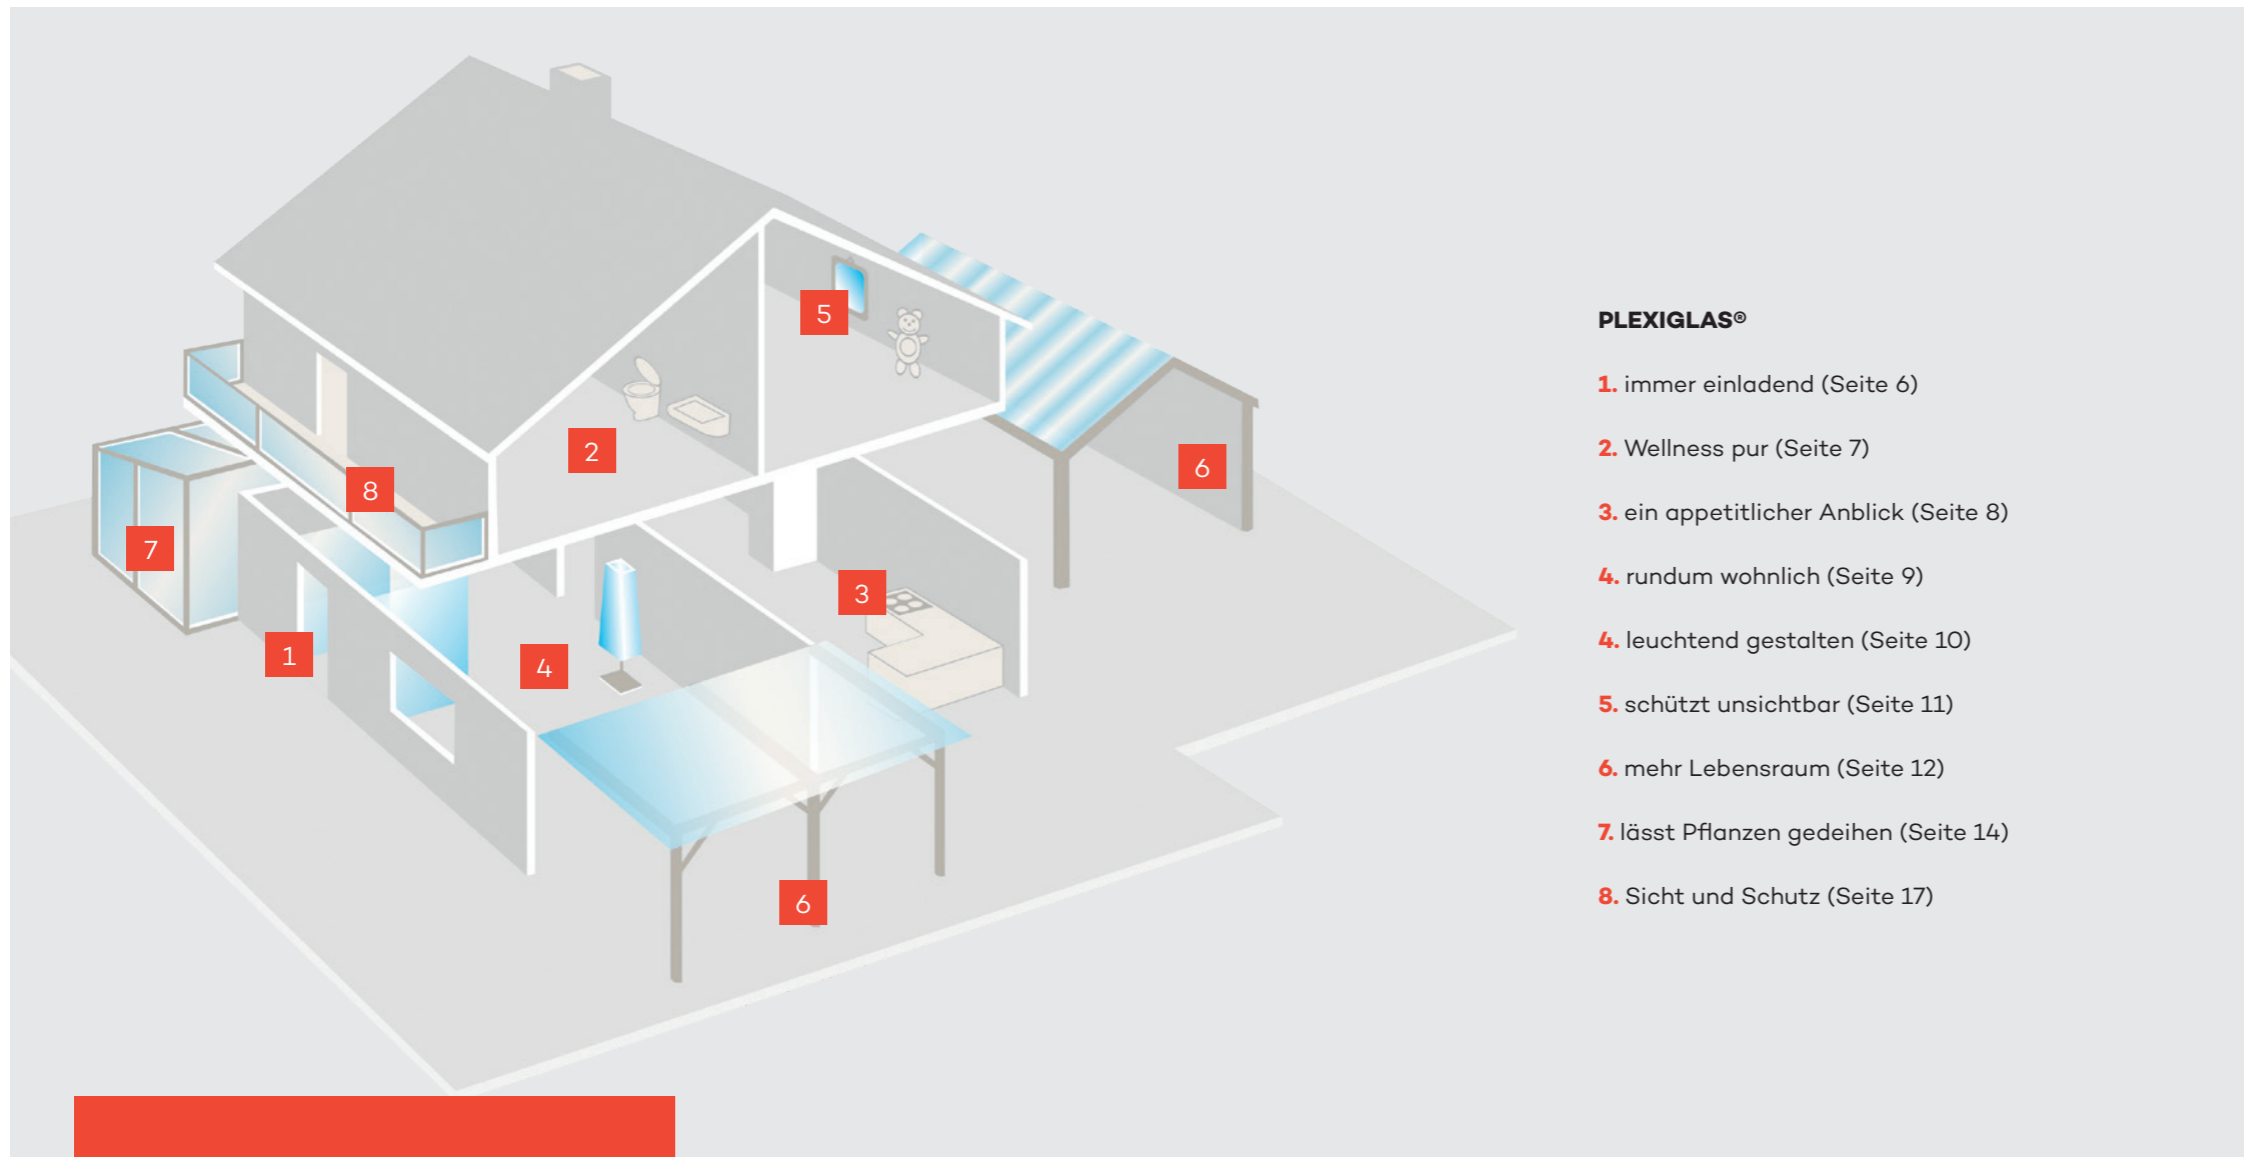 5
2
6
8
7
3
1
4
6
PLEXIGLAS®
1. immer einladend (Seite 6)
2. Wellness pur (Seite 7)
3. ein appetitlicher Anblick (Seite 8)
4. rundum wohnlich (Seite 9)
4. leuchtend gestalten (Seite 10)
5. schützt unsichtbar (Seite 11)
6. mehr Lebensraum (Seite 12)
7. lässt Pflanzen gedeihen (Seite 14)
8. Sicht und Schutz (Seite 17)